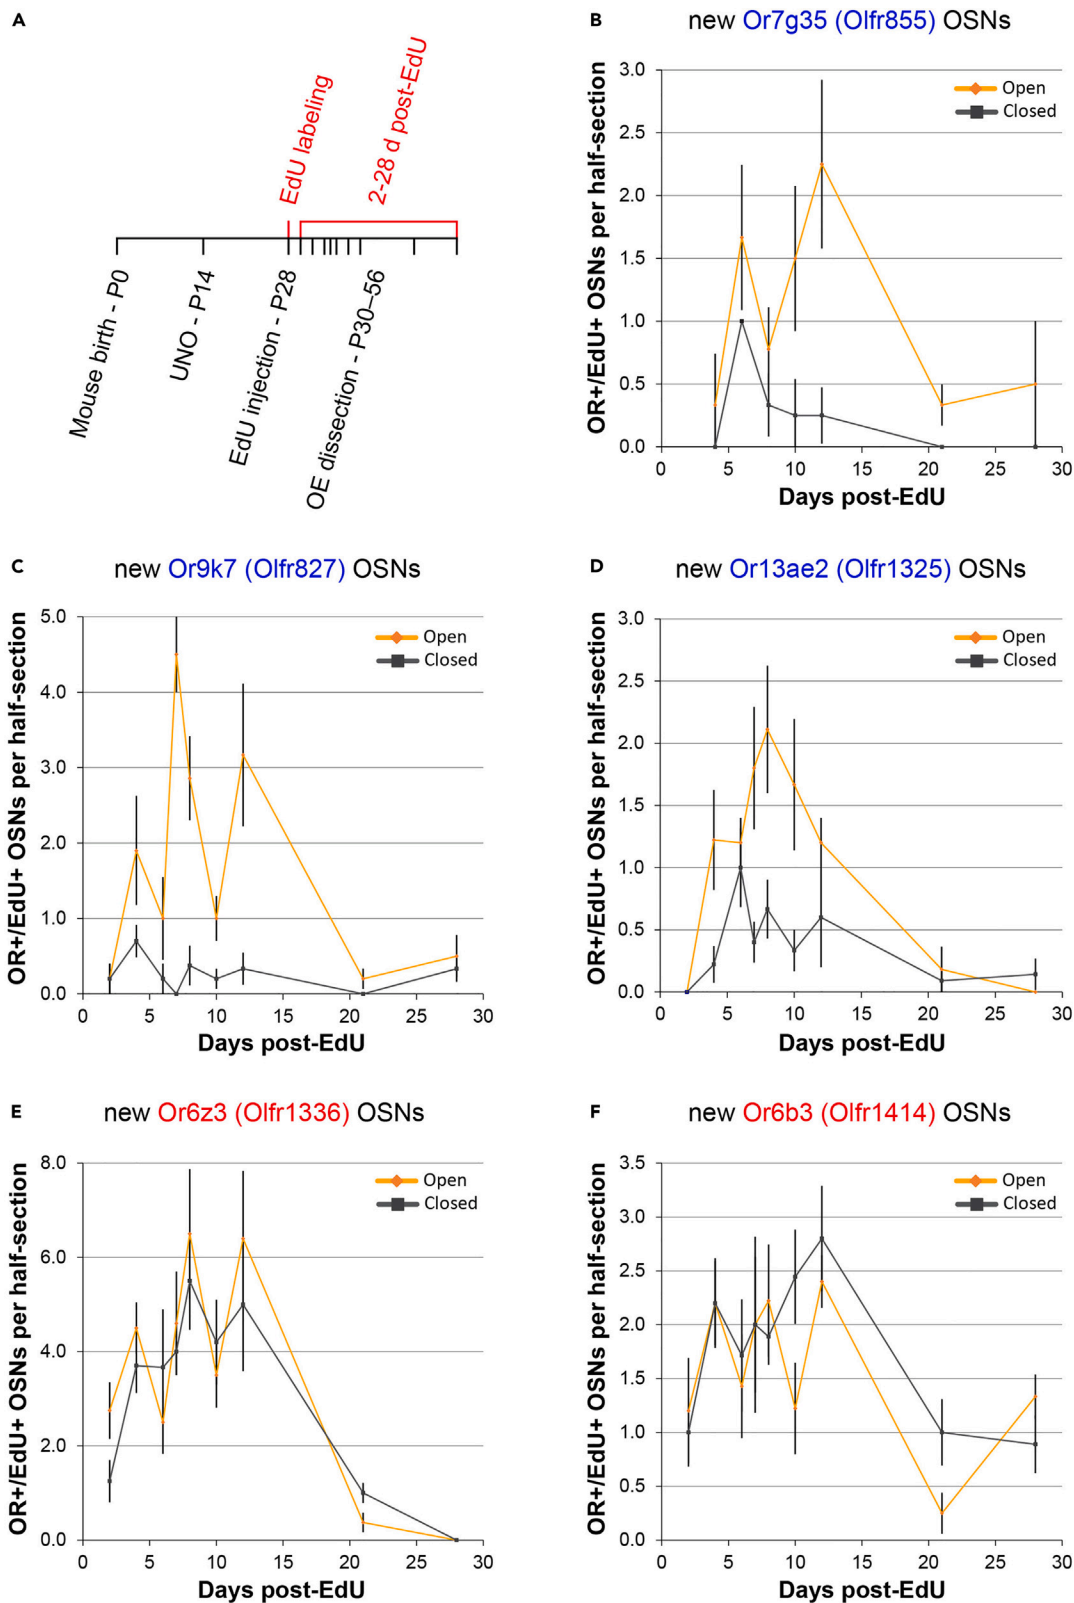 A
EdU labeling
2-28 d post-EdU
Mouse birth - P0
UNO - P14
EdU injection - P28
OE dissection - P30–56
B
new Or7g35 (Olfr855) OSNs
OR+/EdU+ OSNs per half-section
3.0
2.5
2.0
1.5
1.0
0.5
0.0
Open
Closed
0 5 10 15 20 25 30
Days post-EdU
C
new Or9k7 (Olfr827) OSNs
OR+/EdU+ OSNs per half-section
5.0
4.0
3.0
2.0
1.0
0.0
Open
Closed
0 5 10 15 20 25 30
Days post-EdU
D
new Or13ae2 (Olfr1325) OSNs
OR+/EdU+ OSNs per half-section
3.0
2.5
2.0
1.5
1.0
0.5
0.0
Open
Closed
0 5 10 15 20 25 30
Days post-EdU
E
new Or6z3 (Olfr1336) OSNs
OR+/EdU+ OSNs per half-section
8.0
6.0
4.0
2.0
0.0
Open
Closed
0 5 10 15 20 25 30
Days post-EdU
F
new Or6b3 (Olfr1414) OSNs
OR+/EdU+ OSNs per half-section
3.5
3.0
2.5
2.0
1.5
1.0
0.5
0.0
Open
Closed
0 5 10 15 20 25 30
Days post-EdU